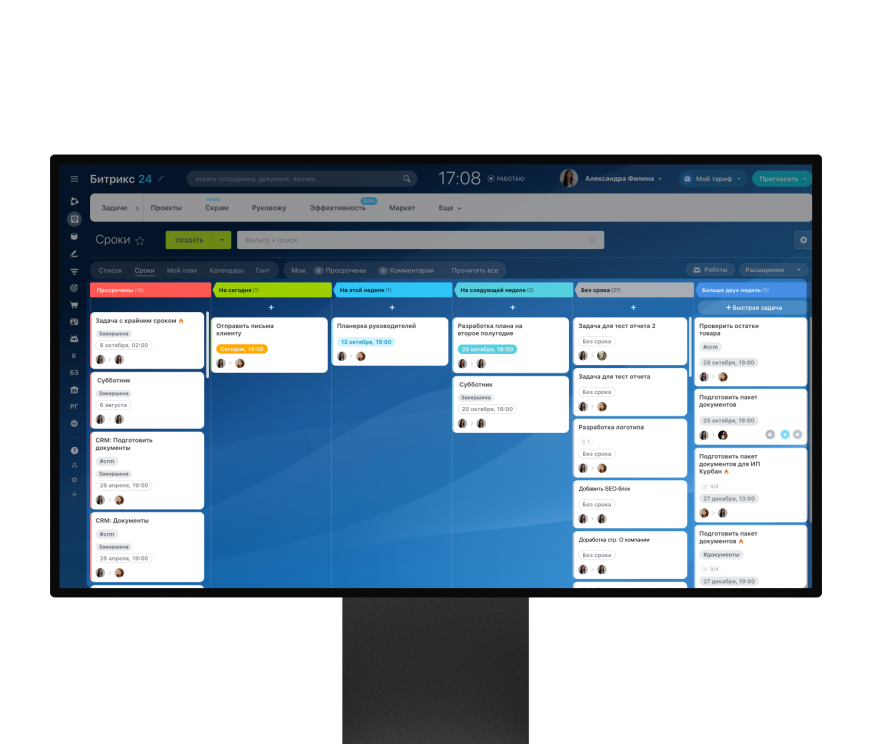 Битрикс 24
искать сотрудника, документ, прочее...
17:08
РАБОТАЮ
Александра Филина
Мой тариф
Пригласить
Задачи
Проекты
Скрам
Руковожу
Эффективность
Маркет
Еще
Сроки
СОЗДАТЬ
Фильтр + поиск
Список
Сроки
Мой план
Календарь
Гант
Мои:
Просрочены
Комментарии
Прочитать все
Роботы
Расширения
К
БЗ
РГ
Просрочены
Задача с крайним сроком
Завершена
8 октября, 02:00
Субботник
Завершена
6 августа
CRM: Подготовить
документы
#crm
Завершена
28 апреля, 19:00
CRM: Документы
#crm
Завершена
28 апреля, 19:00
На сегодня (1)
+
Отправить письма
клиенту
Сегодня, 19:00
На этой неделе (1)
+
Планерка руководителей
13 октября, 19:00
На следующей неделе (2)
+
Разработка плана на
второе полугодие
20 октября, 19:00
Субботник
Завершена
20 октября, 19:00
Без срока (27)
+
Задача для тест отчета 2
Без срока
Задача для тест отчета
Без срока
Разработка логотипа
1
Без срока
Добавить SEO-блок
Без срока
Доработка стр. О компании
Без срока
Больше двух недель
+ Быстрая задача
Проверить остатки
товара
#crm
26 октября, 19:00
Подготовить пакет
документов
25 октября, 19:00
Подготовить пакет
документов для ИП
Курбан
4/4
27 декабря, 13:00
Подготовить пакет
документов
#документы
0/4
27 декабря, 19:00